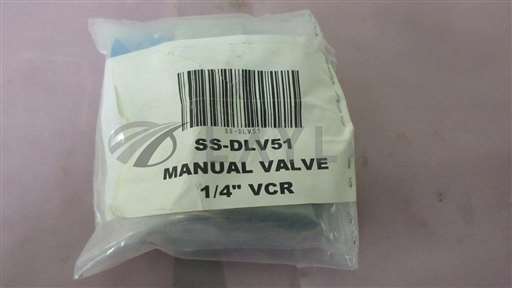 SS-DLV51
SS-DLV51
MANUAL VALVE
1/4" VCR